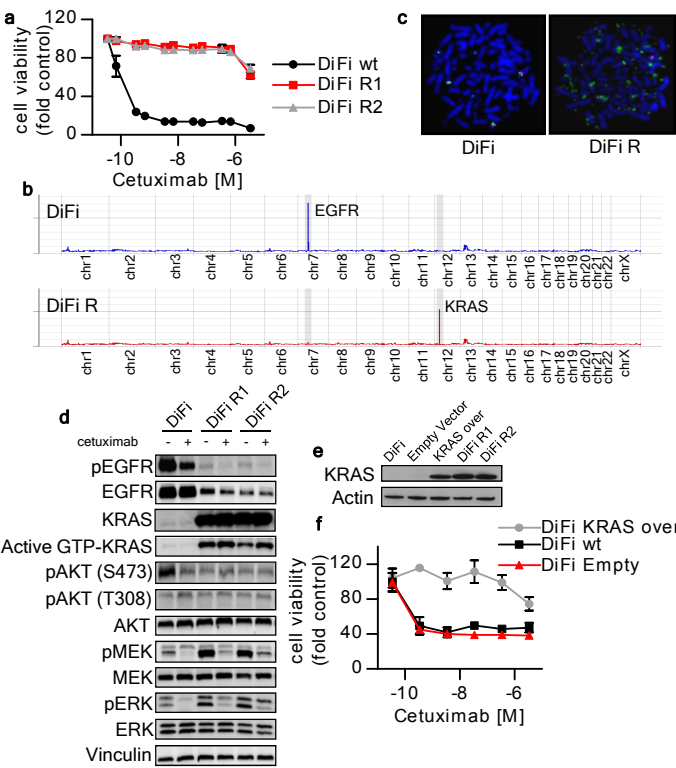 a
cell viability
(fold control)
120
80
40
0
-10
-8
-6
Cetuximab [M]
DiFi wt
DiFi R1
DiFi R2
c
DiFi
DiFi R
b
DiFi
EGFR
chr1
chr2
chr3
chr4
chr5
chr6
chr7
chr8
chr9
chr10
chr11
chr12
chr13
chr14
chr15
chr16
chr17
chr18
chr19
chr20
chr21
chr22
chrX
DiFi R
KRAS
chr1
chr2
chr3
chr4
chr5
chr6
chr7
chr8
chr9
chr10
chr11
chr12
chr13
chr14
chr15
chr16
chr17
chr18
chr19
chr20
chr21
chr22
chrX
d
DiFi
DiFi R1
DiFi R2
cetuximab - + - + - +
pEGFR
EGFR
KRAS
Active GTP-KRAS
pAKT (S473)
pAKT (T308)
AKT
pMEK
MEK
pERK
ERK
Vinculin
e
DiFi
Empty Vector
KRAS over
DiFi R1
DiFi R2
KRAS
Actin
f
DiFi KRAS over
DiFi wt
DiFi Empty
cell viability
(fold control)
120
80
40
0
-10
-8
-6
Cetuximab [M]